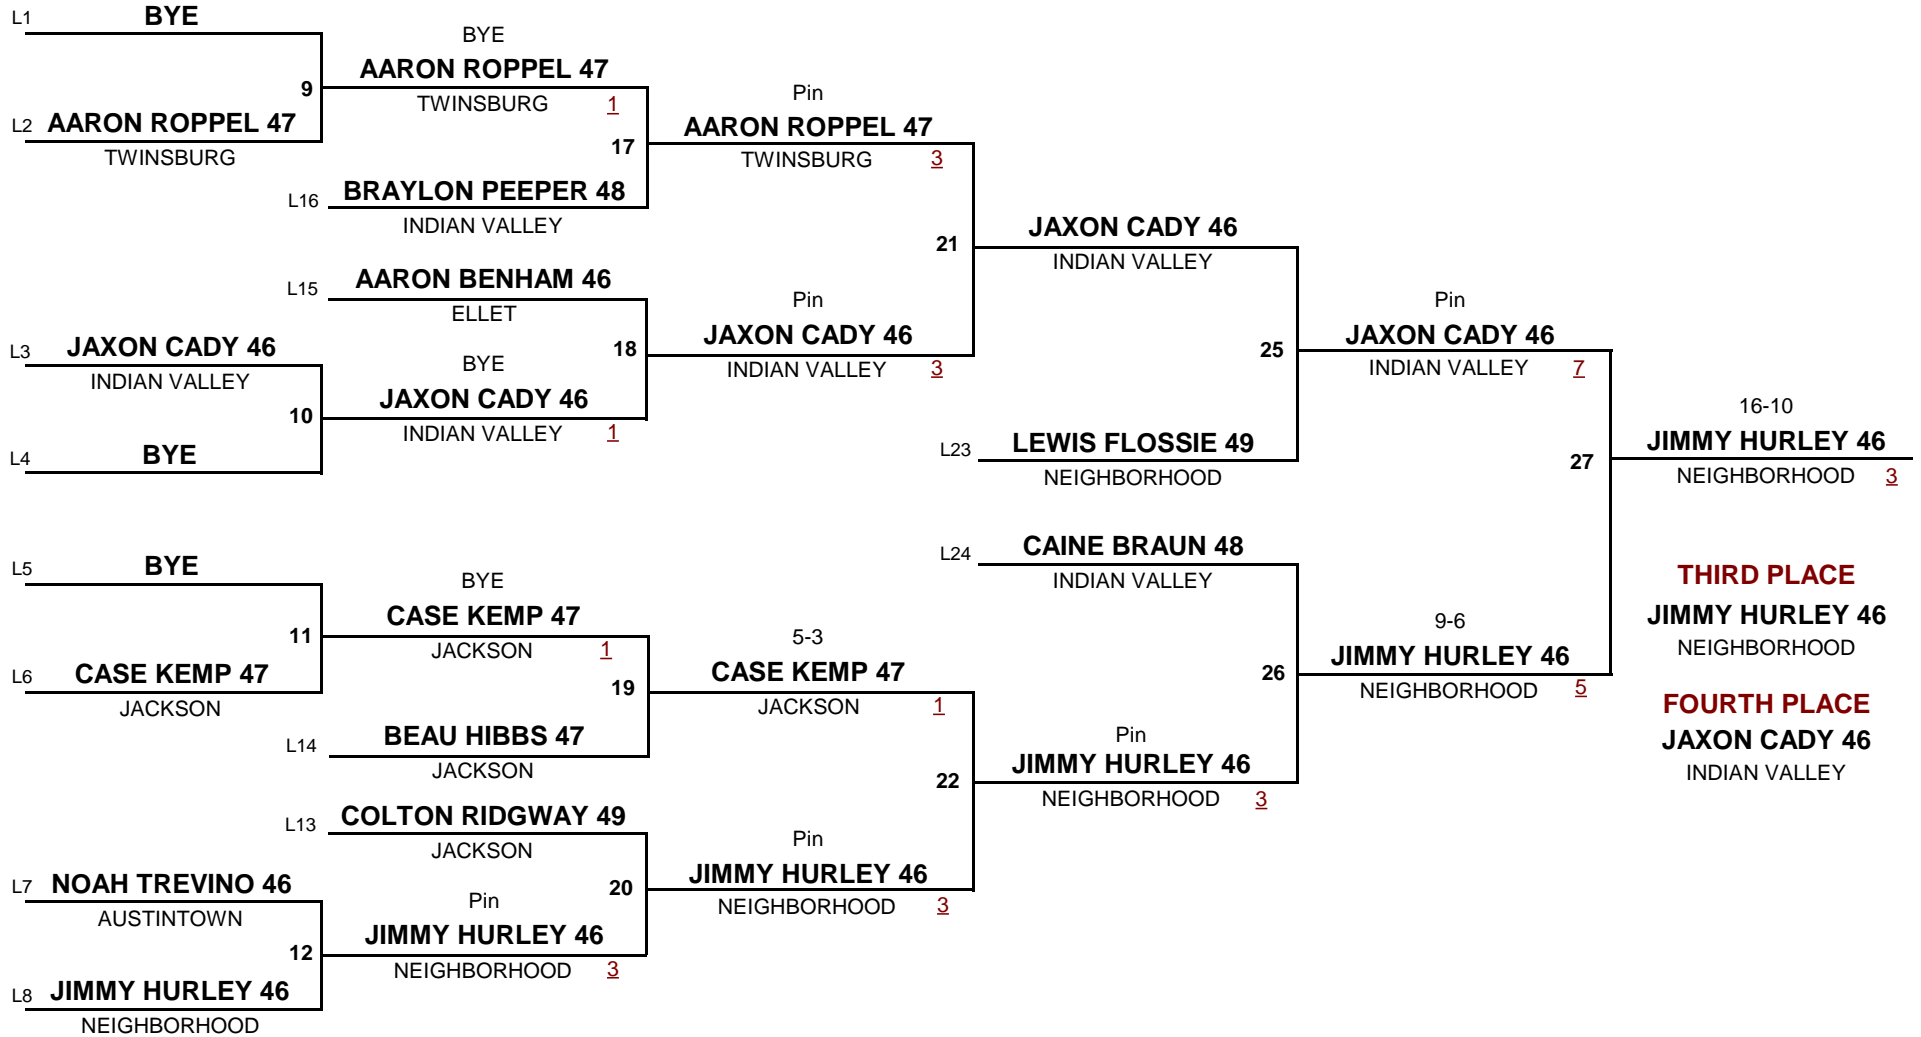 L1 BYE
9
L2 AARON ROPPEL 47
TWINSBURG
L3 JAXON CADY 46
INDIAN VALLEY
10
L4 BYE
L5 BYE
11
L6 CASE KEMP 47
JACKSON
L7 NOAH TREVINO 46
AUSTINTOWN
12
L8 JIMMY HURLEY 46
NEIGHBORHOOD
BYE
AARON ROPPEL 47
TWINSBURG 1
17
L16 BRAYLON PEEPER 48
INDIAN VALLEY
L15 AARON BENHAM 46
ELLET
18
BYE
JAXON CADY 46
INDIAN VALLEY 1
BYE
CASE KEMP 47
JACKSON 1
19
L14 BEAU HIBBS 47
JACKSON
L13 COLTON RIDGWAY 49
JACKSON
20
Pin
JIMMY HURLEY 46
NEIGHBORHOOD 3
Pin
AARON ROPPEL 47
TWINSBURG 3
21
Pin
JAXON CADY 46
INDIAN VALLEY 3
5-3
CASE KEMP 47
JACKSON 1
22
Pin
JIMMY HURLEY 46
NEIGHBORHOOD 3
JAXON CADY 46
INDIAN VALLEY
25
L23 LEWIS FLOSSIE 49
NEIGHBORHOOD
L24 CAINE BRAUN 48
INDIAN VALLEY
26
Pin
JIMMY HURLEY 46
NEIGHBORHOOD 3
Pin
JAXON CADY 46
INDIAN VALLEY 7
27
9-6
JIMMY HURLEY 46
NEIGHBORHOOD 5
16-10
JIMMY HURLEY 46
NEIGHBORHOOD 3
THIRD PLACE
JIMMY HURLEY 46
NEIGHBORHOOD
FOURTH PLACE
JAXON CADY 46
INDIAN VALLEY